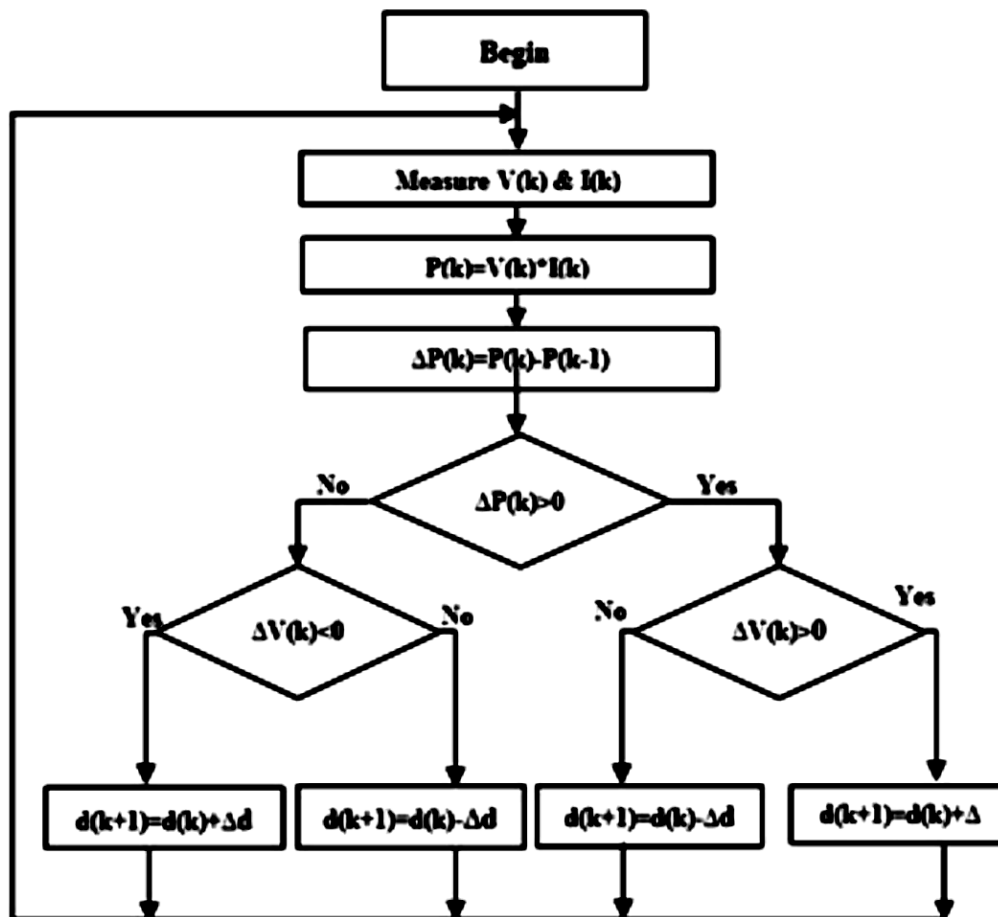 Begin
Measure V(k) & I(k)
P(k)=V(k)*I(k)
ΔP(k)=P(k)-P(k-1)
No
ΔP(k)>0
Yes
Yes
ΔV(k)<0
No
No
ΔV(k)>0
Yes
d(k+1)=d(k)+Δd
d(k+1)=d(k)-Δd
d(k+1)=d(k)-Δd
d(k+1)=d(k)+Δ